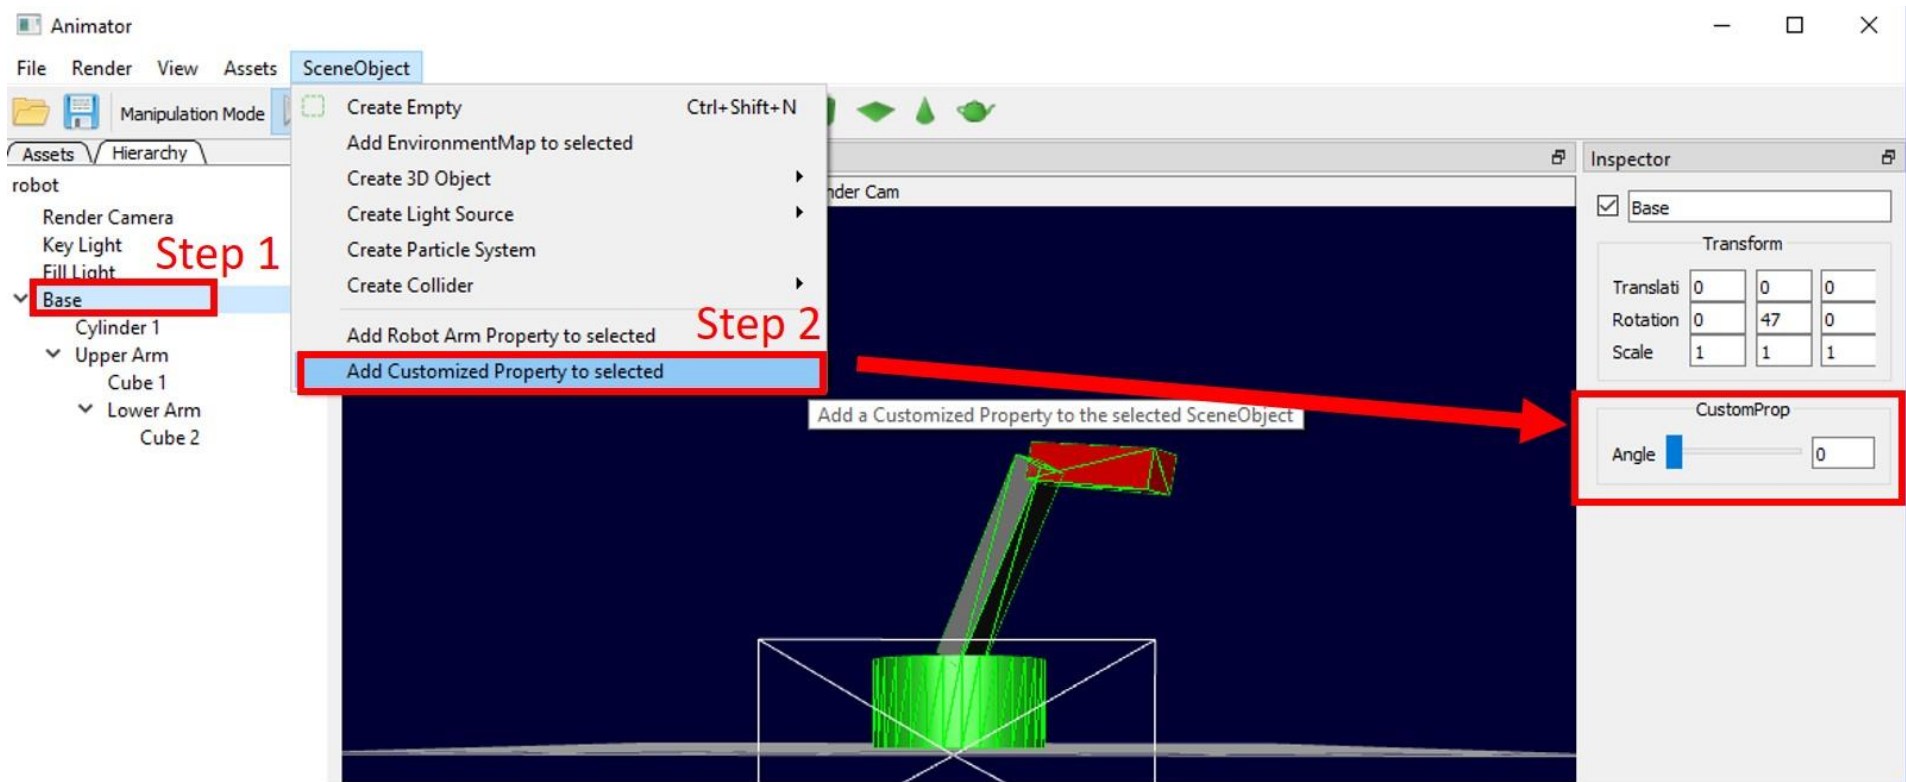 Animator
File Render View Assets SceneObject
Manipulation Mode
Assets Hierarchy
robot
Render Camera
Key Light
Fill Light
Step 1
Base
Cylinder 1
Upper Arm
Cube 1
Lower Arm
Cube 2
Create Empty Ctrl+Shift+N
Add EnvironmentMap to selected
Create 3D Object
Create Light Source
Create Particle System
Create Collider
Add Robot Arm Property to selected
Step 2
Add Customized Property to selected
Add a Customized Property to the selected SceneObject
Cam
Inspector
Base
Transform
Translati 0 0 0
Rotation 0 47 0
Scale 1 1 1
CustomProp
Angle 0